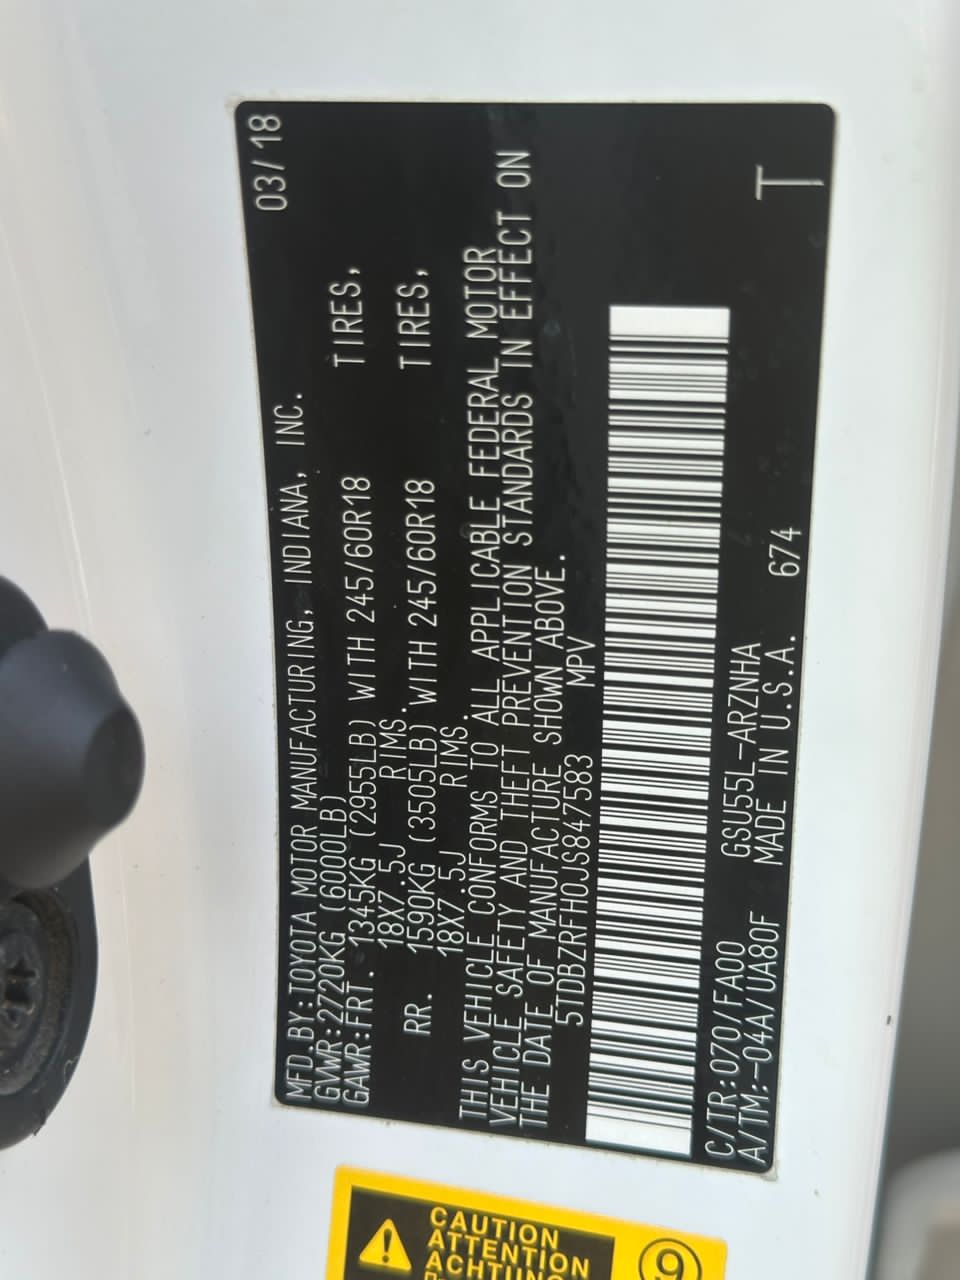 MFD.BY:TOYOTA MOTOR MANUFACTURING, INDIANA, INC. 03/18
GVWR:2720KG (6000LB)
GAWR:FRT. 1345KG (2955LB) WITH 245/60R18 TIRES,
18X7.5J RIMS.
RR. 1590KG (3505LB) WITH 245/60R18 TIRES,
18X7.5J RIMS.
THIS VEHICLE CONFORMS TO ALL APPLICABLE FEDERAL MOTOR
VEHICLE SAFETY AND THEFT PREVENTION STANDARDS IN EFFECT ON
THE DATE OF MANUFACTURE SHOWN ABOVE.
5TDBZRFH0JS847583 MPV
C/TR:070/FA00 GSU55L-ARZNHA
A/TM:-04A/UA80F MADE IN U.S.A. 674 T
CAUTION
ATTENTION
ACHTUNG
9